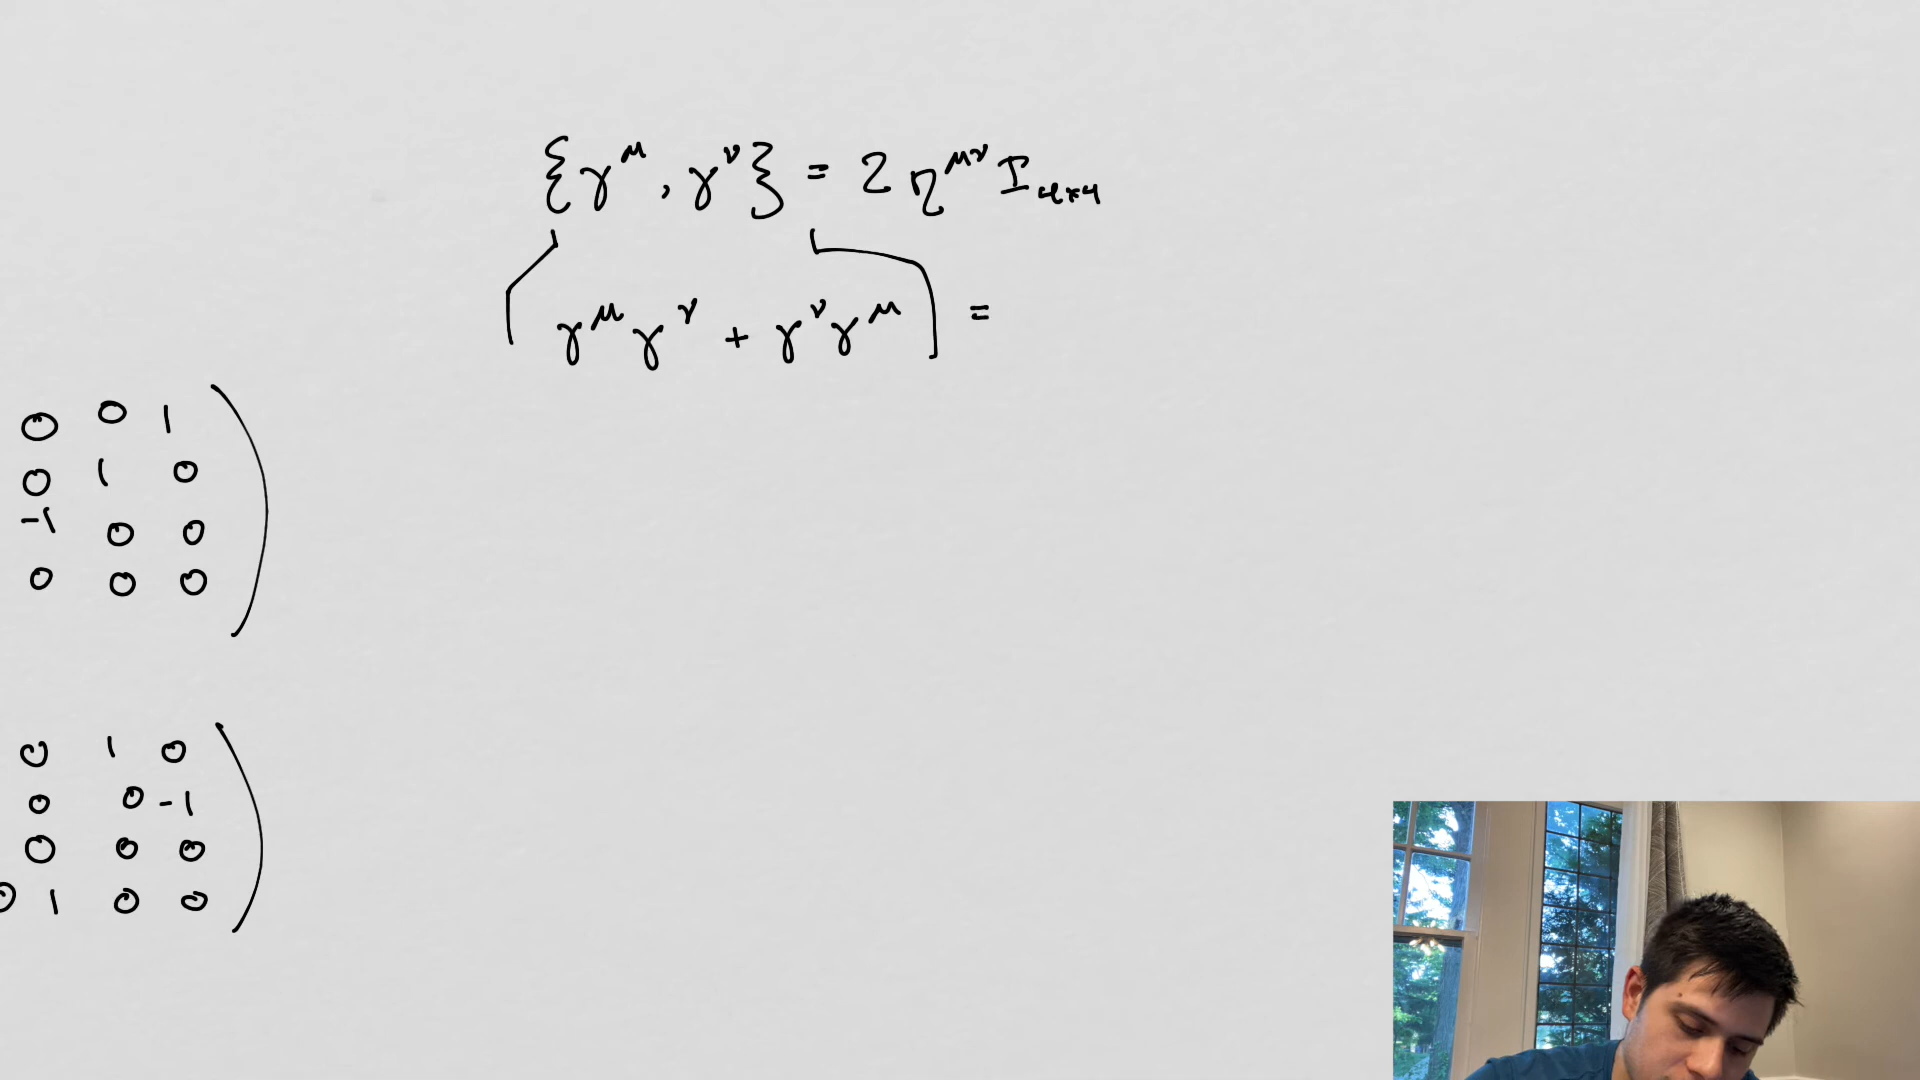 {γ^μ, γ^ν} = 2 η^μν I_4×4
γ^μ γ^ν + γ^ν γ^μ =
0 0 1
0 1 0
-1 0 0
0 0 0
0 1 0
0 0 -1
0 0 0
0 1 0 0